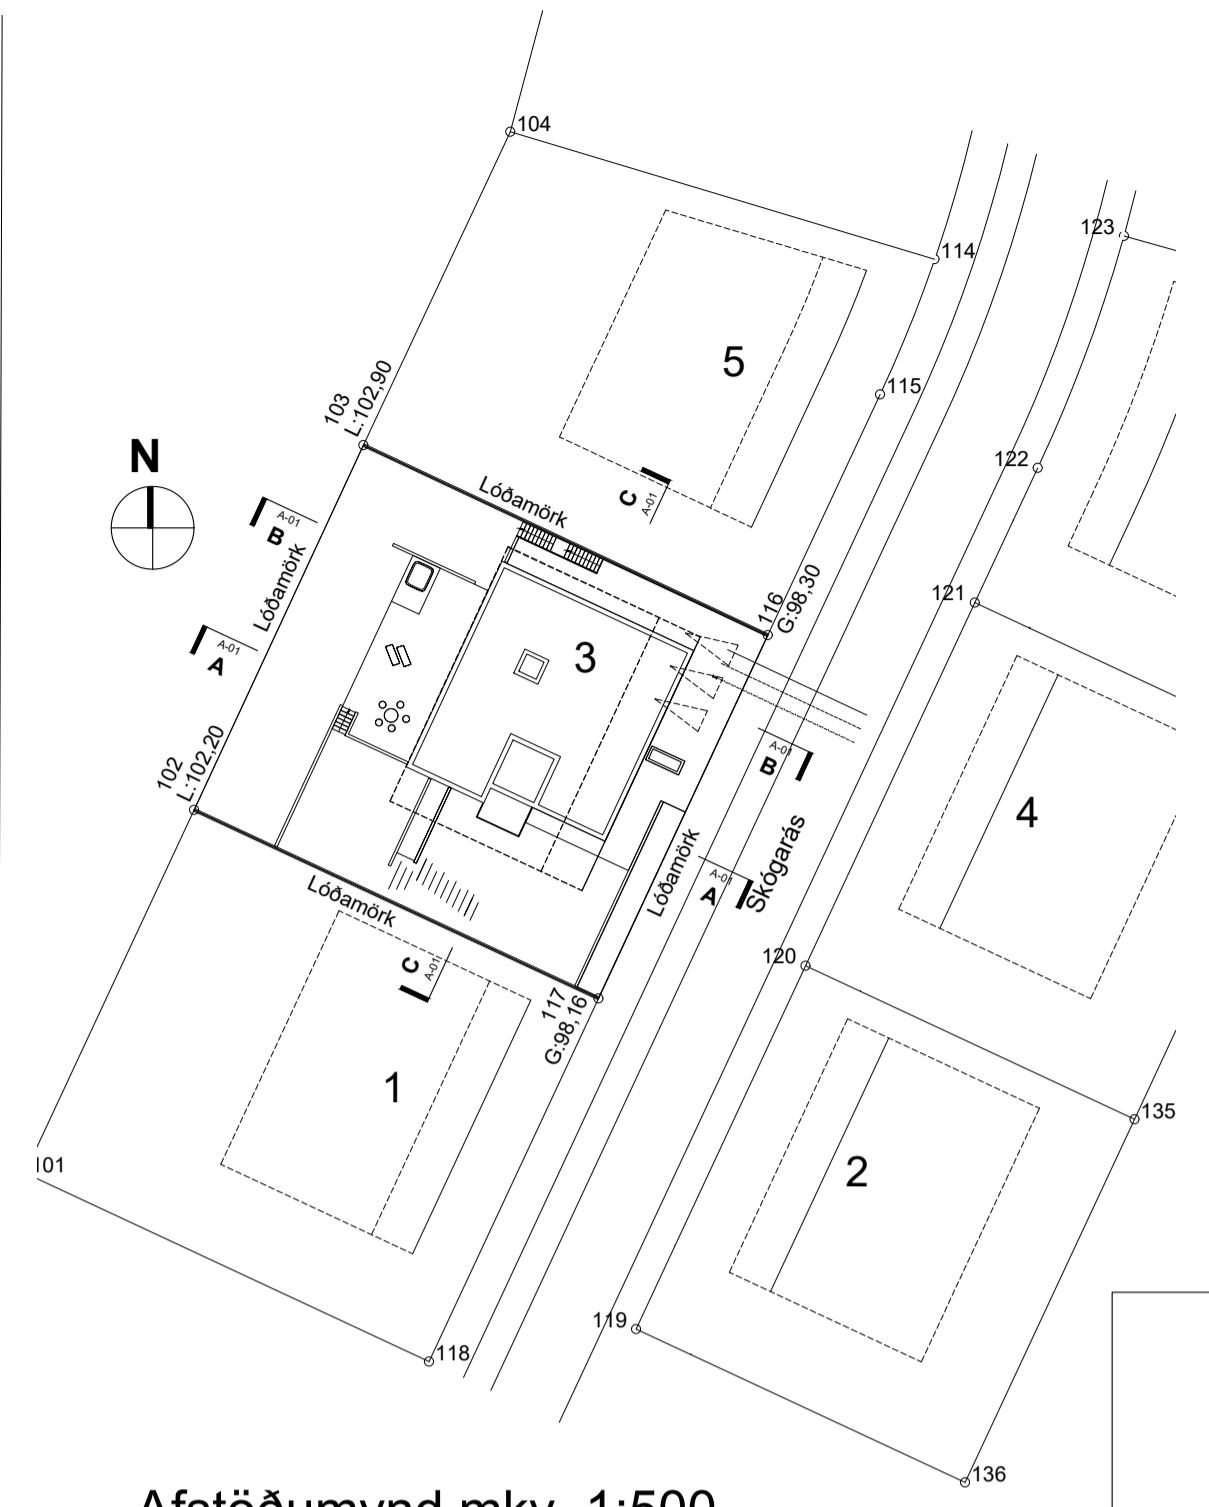 104
123
114
5
115
103
L:102,90
122
N
C
A-01
Lóðamörk
A-01
B
Lóðamörk
121
116
G:98,30
3
A-01
A
102
L:102,20
A-01
B
4
Lóðamörk
Skógarás
A-01
A
Lóðamörk
120
C
A-01
117
G:98,16
1
135
2
101
119
118
136
Afstöðumynd mkv. 1:500